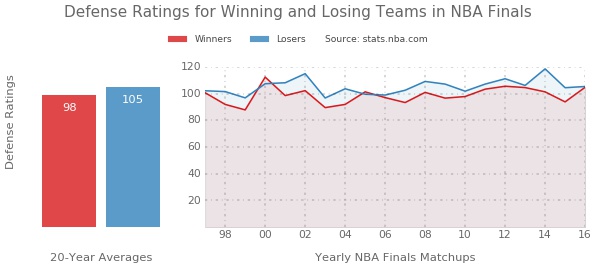 Defense Ratings for Winning and Losing Teams in NBA Finals
Winners Losers Source: stats.nba.com
Defense Ratings
98
105
120
100
80
60
40
20
98 00 02 04 06 08 10 12 14 16
20-Year Averages
Yearly NBA Finals Matchups